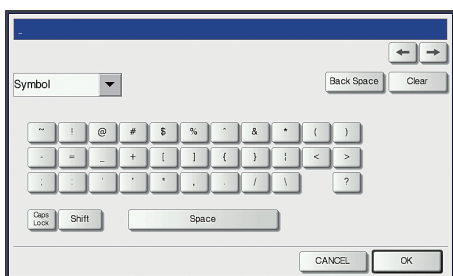 _
← →
Symbol Back Space Clear
~ ! @ # $ % ^ & * ( )
- = _ + [ ] { } ¦ < >
; : ' , . / \ ?
Caps Lock Shift Space
CANCEL OK